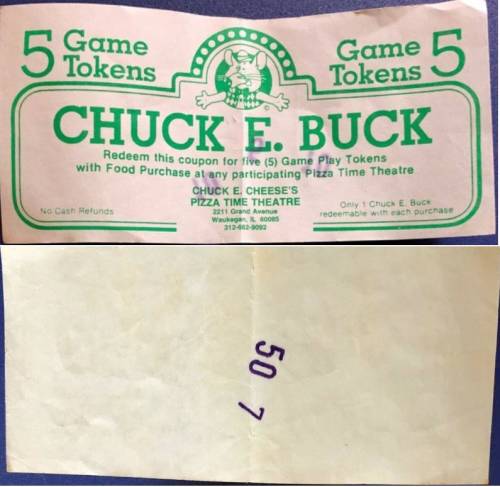 5 Game Tokens
Game Tokens 5
CHUCK E. BUCK
Redeem this coupon for five (5) Game Play Tokens
with Food Purchase at any participating Pizza Time Theatre
CHUCK E. CHEESE'S
PIZZA TIME THEATRE
2211 Grand Avenue
Waukegan, IL 60085
312-662-9092
No Cash Refunds
Only 1 Chuck E. Buck
redeemable with each purchase
50 7